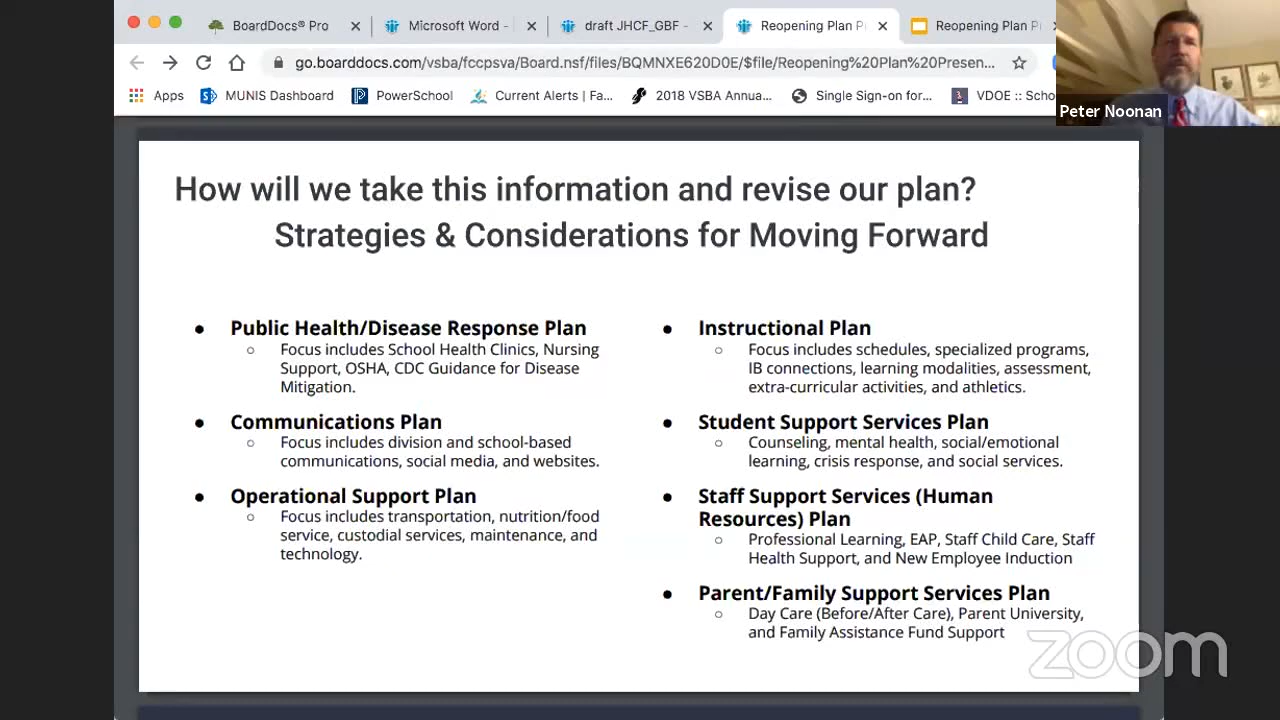 BoardDocs® Pro
Microsoft Word -
draft JHCF_GBF -
Reopening Plan P
Reopening Plan P
go.boarddocs.com/vsba/fccpsva/Board.nsf/files/BQMNXE620D0E/$file/Reopening%20Plan%20Presen...
Apps
MUNIS Dashboard
PowerSchool
Current Alerts | Fa...
2018 VSBA Annua...
Single Sign-on for...
VDOE :: Scho
Peter Noonan
How will we take this information and revise our plan?
Strategies & Considerations for Moving Forward
● Public Health/Disease Response Plan
○ Focus includes School Health Clinics, Nursing
Support, OSHA, CDC Guidance for Disease
Mitigation.
● Communications Plan
○ Focus includes division and school-based
communications, social media, and websites.
● Operational Support Plan
○ Focus includes transportation, nutrition/food
service, custodial services, maintenance, and
technology.
● Instructional Plan
○ Focus includes schedules, specialized programs,
IB connections, learning modalities, assessment,
extra-curricular activities, and athletics.
● Student Support Services Plan
○ Counseling, mental health, social/emotional
learning, crisis response, and social services.
● Staff Support Services (Human
Resources) Plan
○ Professional Learning, EAP, Staff Child Care, Staff
Health Support, and New Employee Induction
● Parent/Family Support Services Plan
○ Day Care (Before/After Care), Parent University,
and Family Assistance Fund Support
zoom